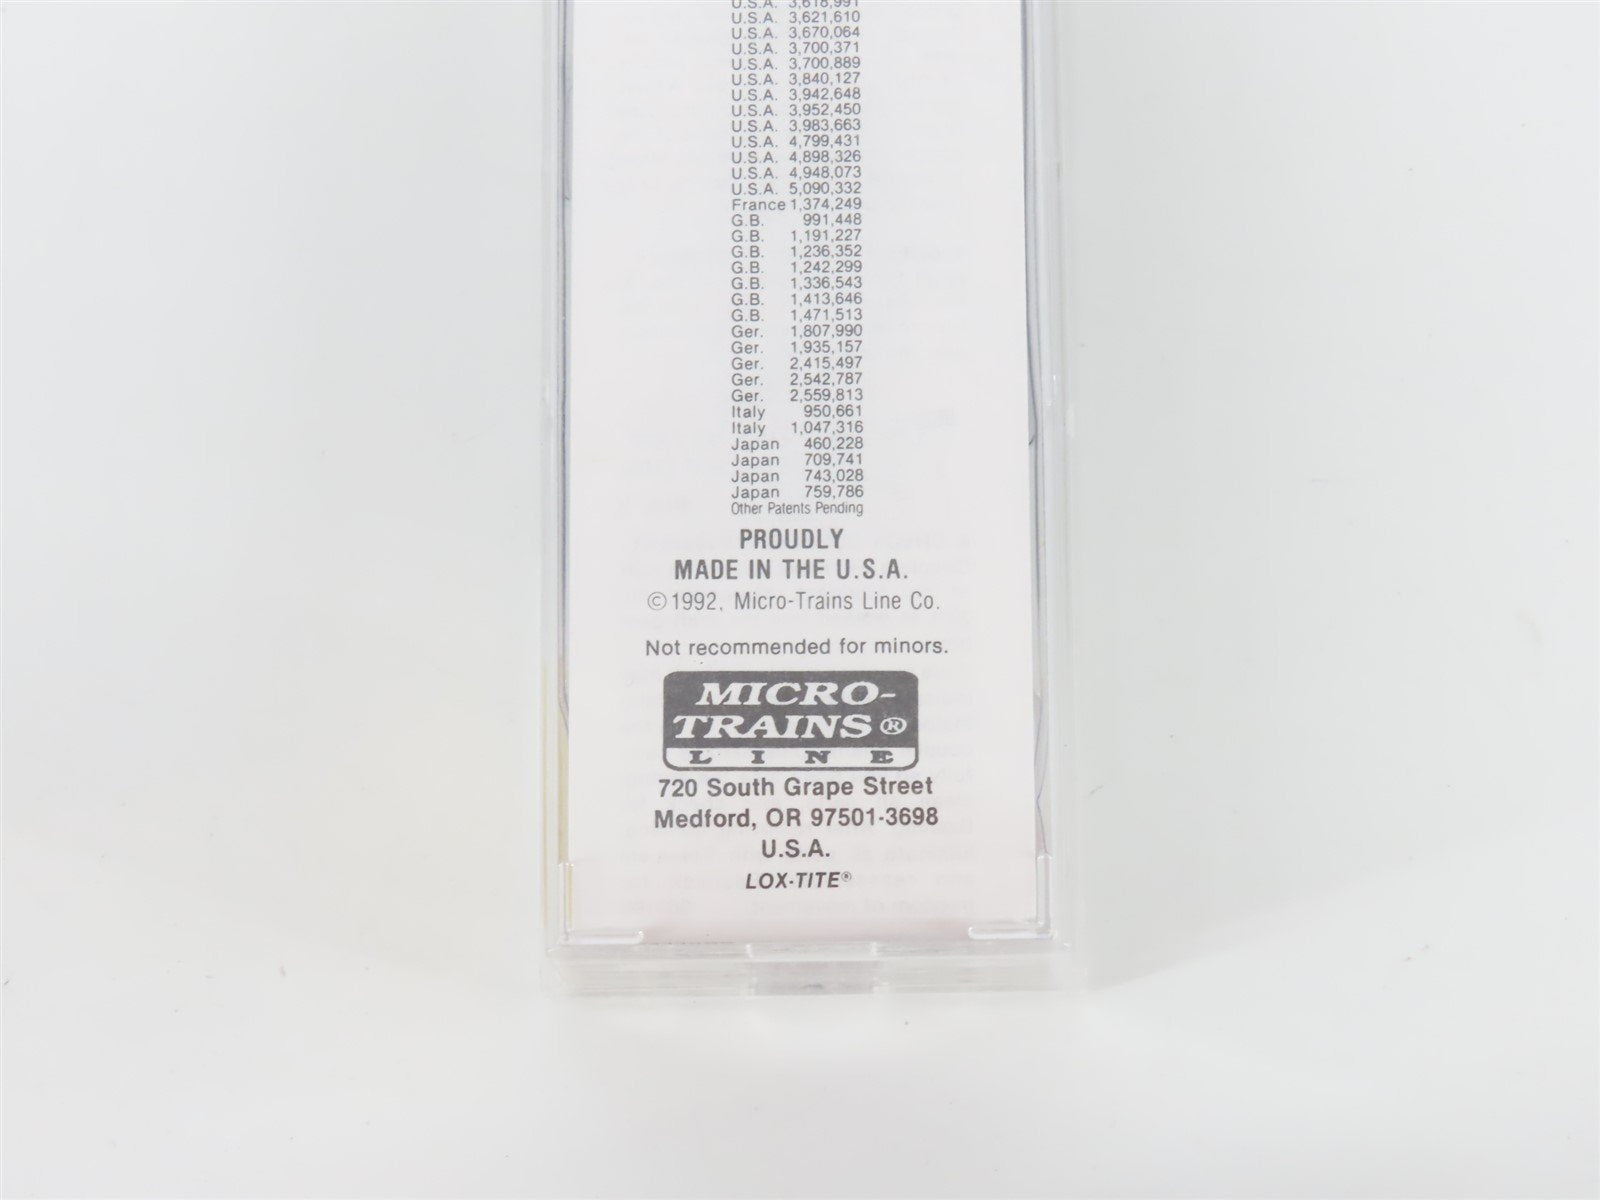 U.S.A. 3,618,991
U.S.A. 3,621,610
U.S.A. 3,670,064
U.S.A. 3,700,371
U.S.A. 3,700,889
U.S.A. 3,840,127
U.S.A. 3,942,648
U.S.A. 3,952,450
U.S.A. 3,983,663
U.S.A. 4,799,431
U.S.A. 4,898,326
U.S.A. 4,948,073
U.S.A. 5,090,332
France 1,374,249
G.B. 991,448
G.B. 1,191,227
G.B. 1,236,352
G.B. 1,242,299
G.B. 1,336,543
G.B. 1,413,646
G.B. 1,471,513
Ger. 1,807,990
Ger. 1,935,157
Ger. 2,415,497
Ger. 2,542,787
Ger. 2,559,813
Italy 950,661
Italy 1,047,316
Japan 460,228
Japan 709,741
Japan 743,028
Japan 759,786
Other Patents Pending
PROUDLY
MADE IN THE U.S.A.
©1992, Micro-Trains Line Co.
Not recommended for minors.
MICRO-
TRAINS®
LINE
720 South Grape Street
Medford, OR 97501-3698
U.S.A.
LOX-TITE®